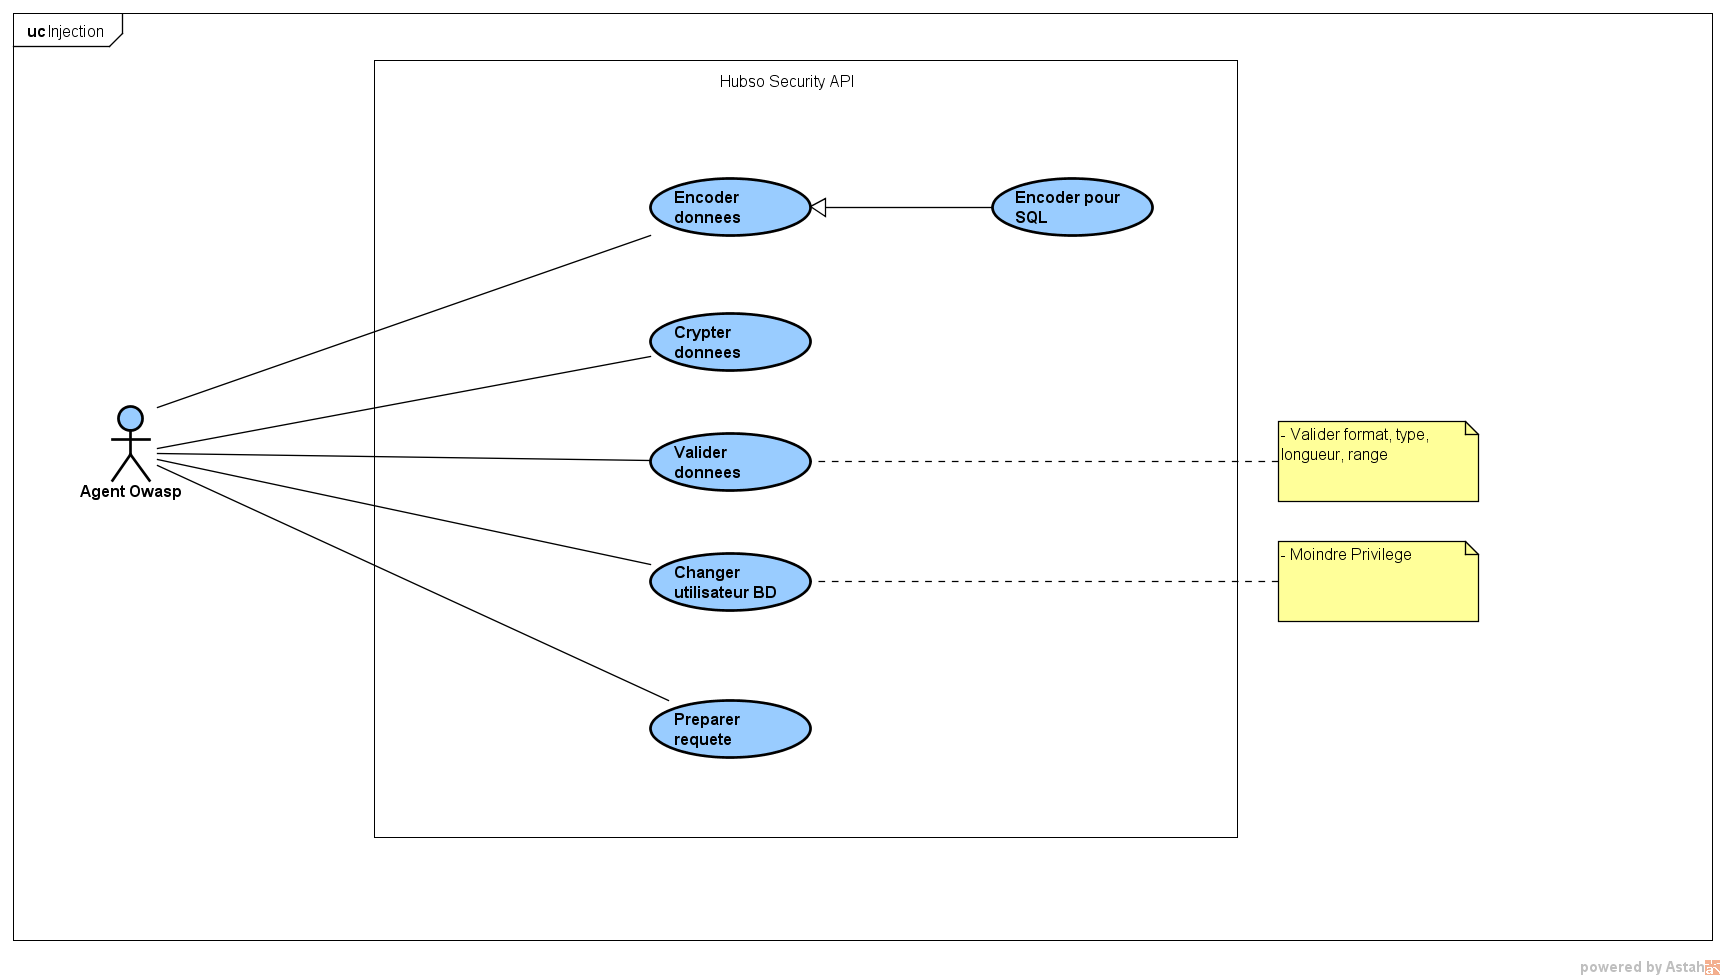 uc Injection
Hubso Security API
Encoder
donnees
Encoder pour
SQL
Crypter
donnees
Agent Owasp
Valider
donnees
- Valider format, type,
longueur, range
Changer
utilisateur BD
- Moindre Privilege
Preparer
requete
powered by Astah